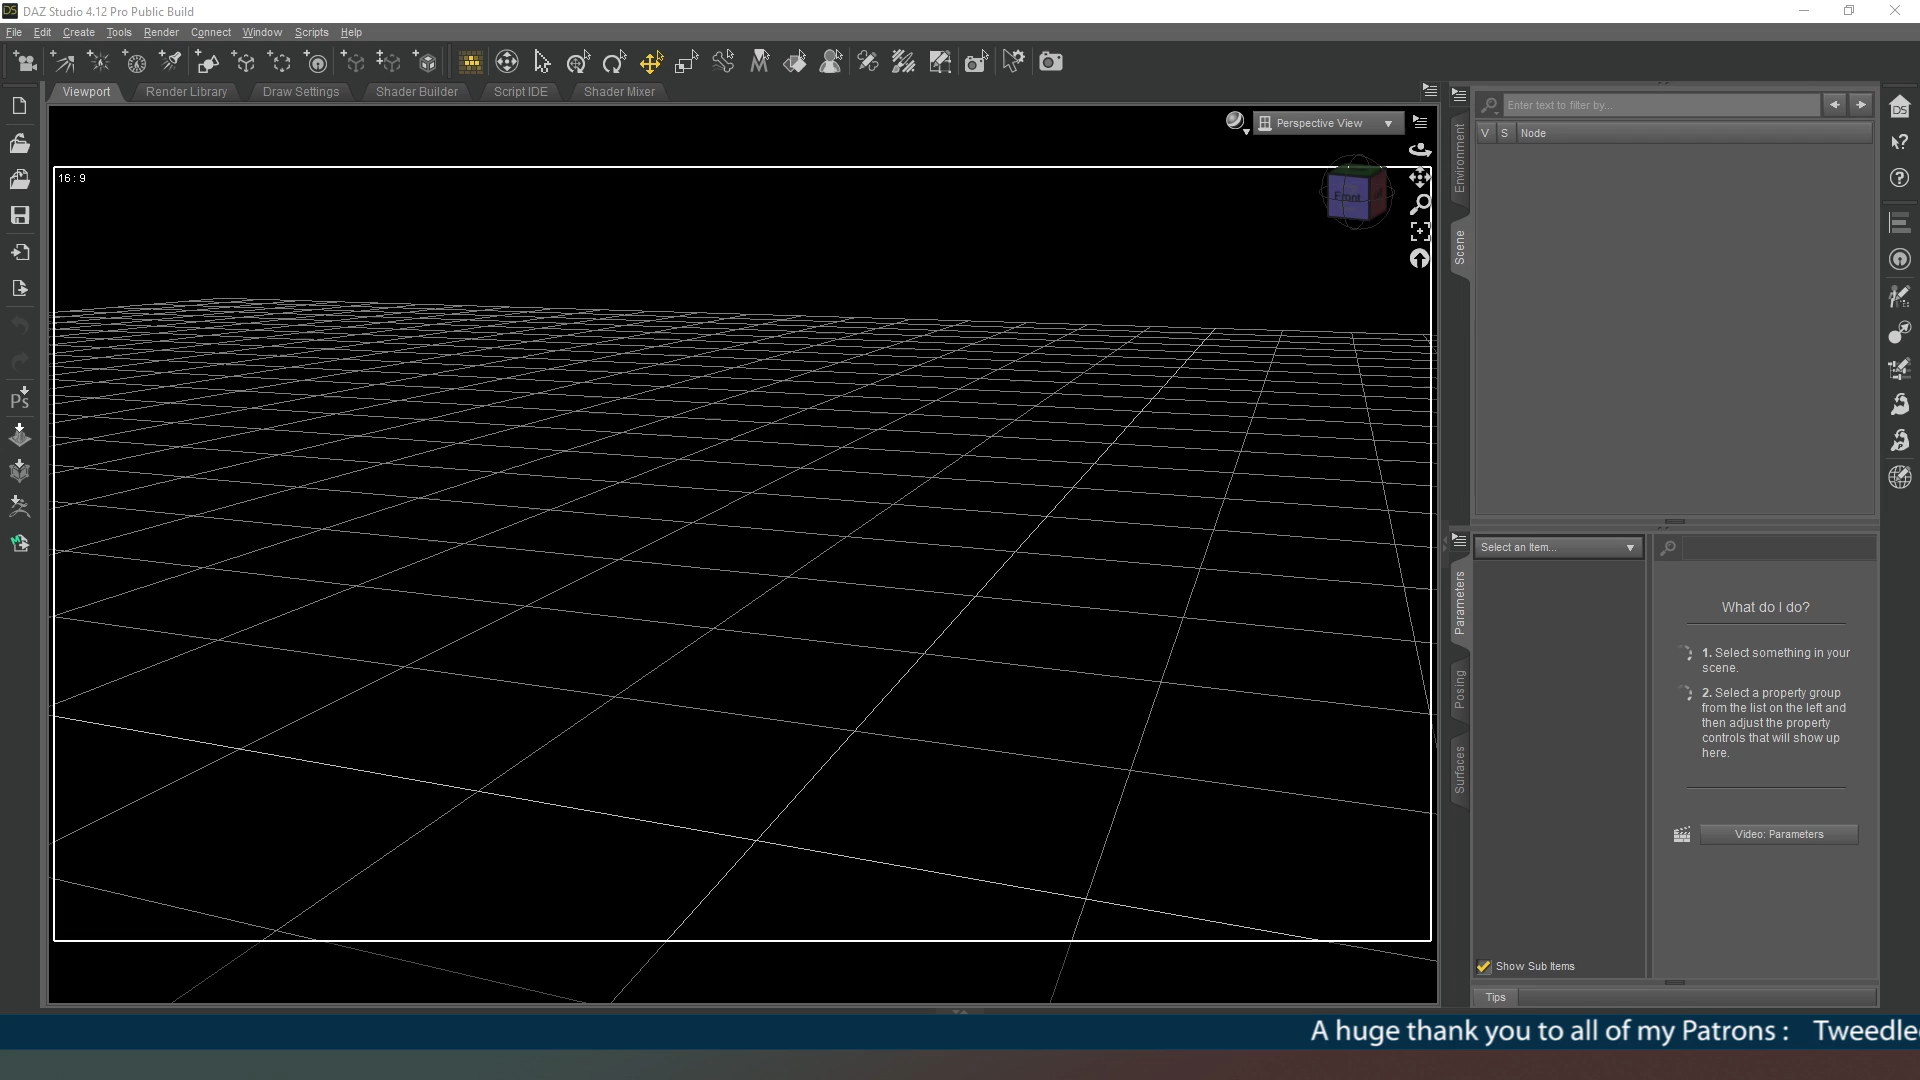 DAZ Studio 4.12 Pro Public Build
File Edit Create Tools Render Connect Window Scripts Help
Viewport Render Library Draw Settings Shader Builder Script IDE Shader Mixer
Perspective View
16 : 9
Front
Enter text to filter by...
V S Node
Environment
Scene
Ps
Select an Item...
Parameters
Posing
Surfaces
What do I do?
1. Select something in your
scene.
2. Select a property group
from the list on the left and
then adjust the property
controls that will show up
here.
Video: Parameters
Show Sub Items
Tips
A huge thank you to all of my Patrons : Tweedle